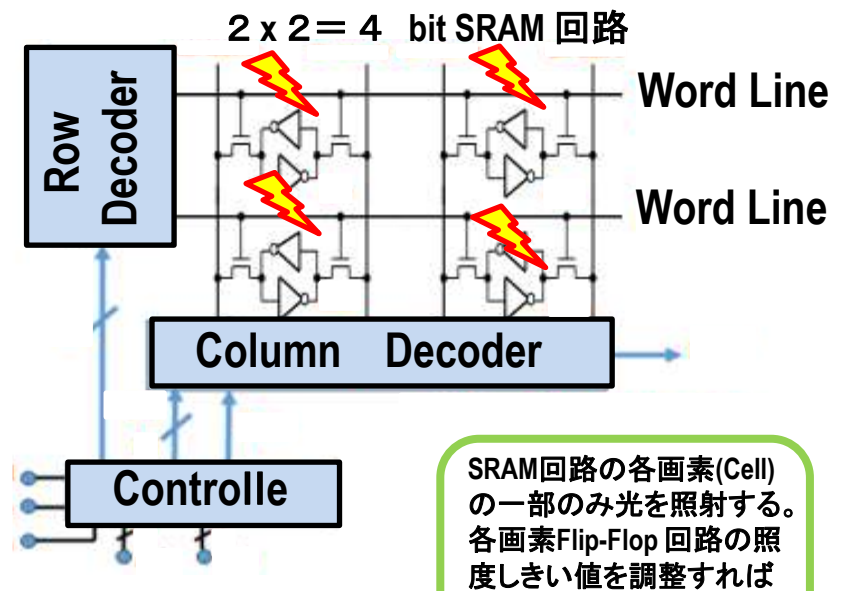 ２ｘ２＝４ bit SRAM 回路
Row
Decoder
Word Line
Word Line
Column Decoder
Controlle
SRAM回路の各画素(Cell)
の一部のみ光を照射する。
各画素Flip-Flop 回路の照
度しきい値を調整すれば